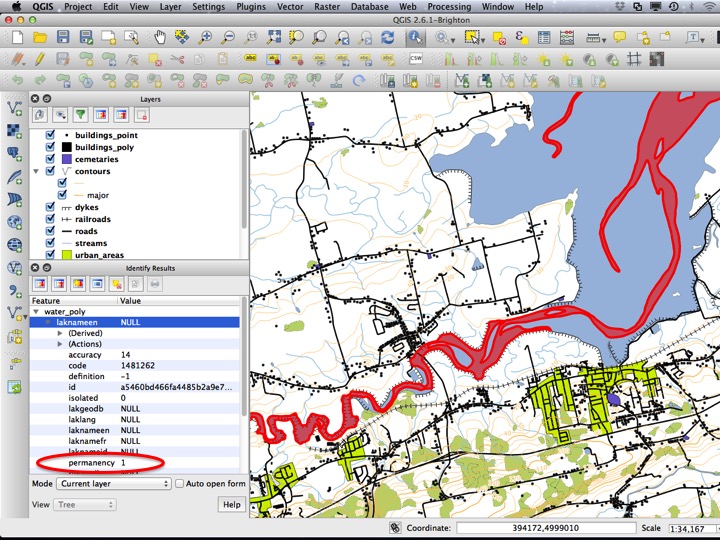 QGIS Project Edit View Layer Settings Plugins Vector Raster Database Web Processing Window Help
QGIS 2.6.1-Brighton
CSW
Layers
buildings_point
buildings_poly
cemetaries
contours
major
dykes
railroads
roads
streams
urban_areas
Identify Results
Feature Value
water_poly
laknameen NULL
(Derived)
(Actions)
accuracy 14
code 1481262
definition -1
id a5460bd466fa4485b2a9e7...
isolated 0
lakgeodb NULL
laklang NULL
laknameen NULL
laknamefr NULL
laknameid NULL
permanency 1
Mode Current layer Auto open form
View Tree Help
Coordinate: 394172,4999010 Scale 1:34,167